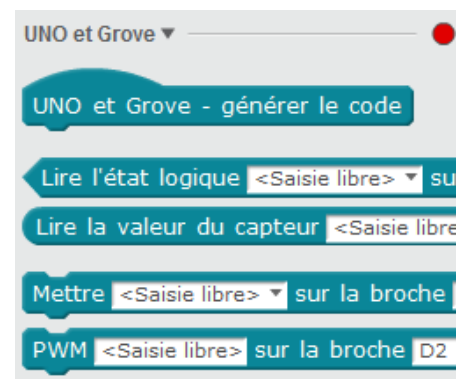 UNO et Grove
UNO et Grove - générer le code
Lire l'état logique <Saisie libre> su
Lire la valeur du capteur <Saisie libre
Mettre <Saisie libre> sur la broche
PWM <Saisie libre> sur la broche D2